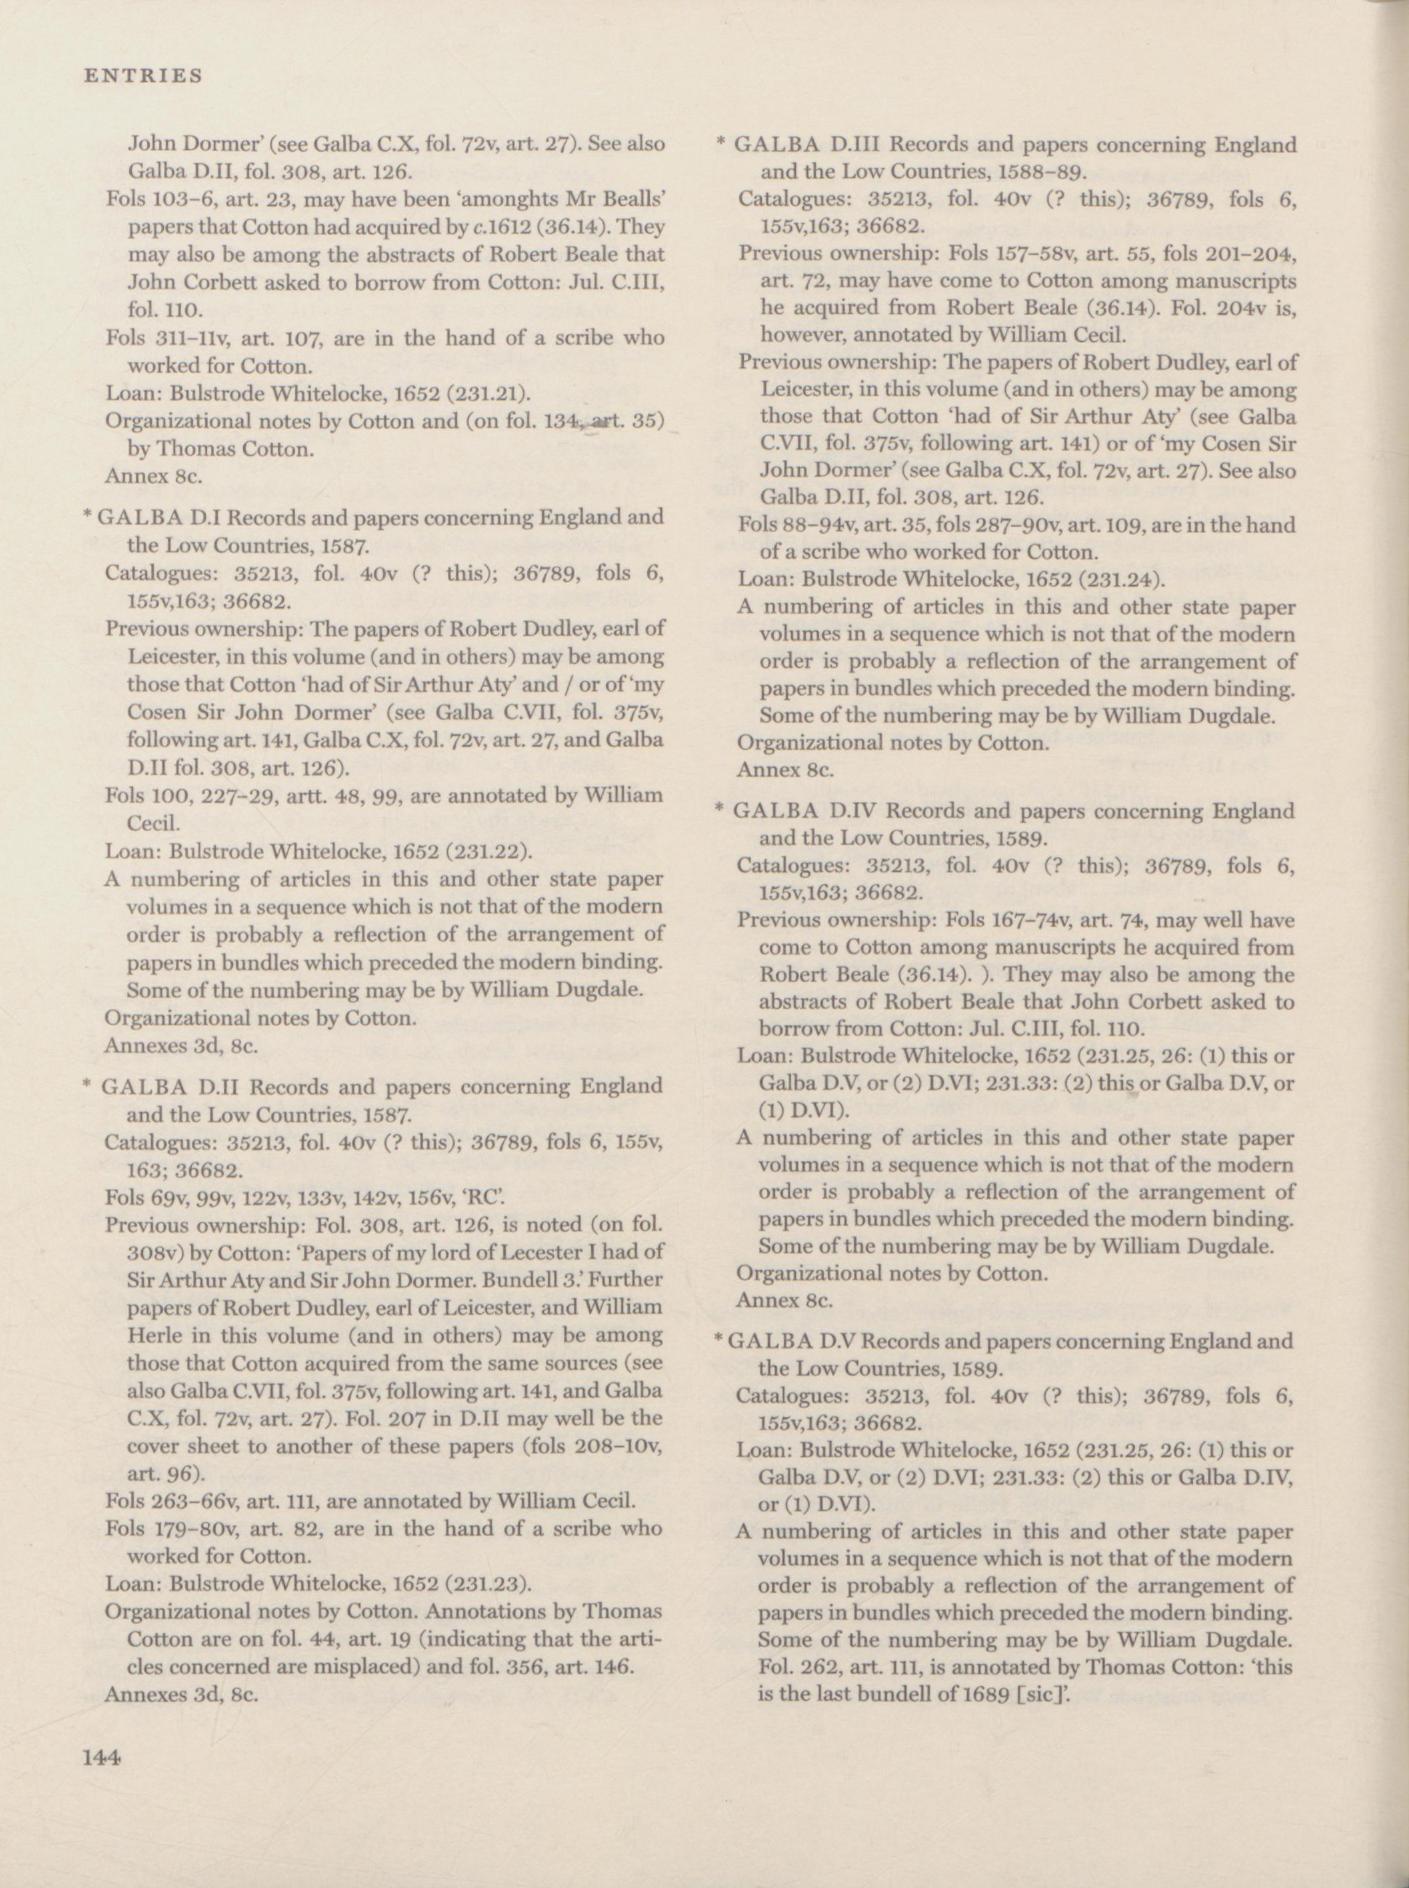 ENTRIES
John Dormer’ (see Galba C.X, fol. 72v, art. 27). See also
Galba D.II, fol. 308, art. 126.
Fols 103–6, art. 23, may have been ‘amonghts Mr Bealls’
papers that Cotton had acquired by c.1612 (36.14). They
may also be among the abstracts of Robert Beale that
John Corbett asked to borrow from Cotton: Jul. C.III,
fol. 110.
Fols 311–11v, art. 107, are in the hand of a scribe who
worked for Cotton.
Loan: Bulstrode Whitelocke, 1652 (231.21).
Organizational notes by Cotton and (on fol. 134, art. 35)
by Thomas Cotton.
Annex 8c.
* GALBA D.I Records and papers concerning England and
the Low Countries, 1587.
Catalogues: 35213, fol. 40v (? this); 36789, fols 6,
155v,163; 36682.
Previous ownership: The papers of Robert Dudley, earl of
Leicester, in this volume (and in others) may be among
those that Cotton ‘had of Sir Arthur Aty’ and / or of ‘my
Cosen Sir John Dormer’ (see Galba C.VII, fol. 375v,
following art. 141, Galba C.X, fol. 72v, art. 27, and Galba
D.II fol. 308, art. 126).
Fols 100, 227–29, artt. 48, 99, are annotated by William
Cecil.
Loan: Bulstrode Whitelocke, 1652 (231.22).
A numbering of articles in this and other state paper
volumes in a sequence which is not that of the modern
order is probably a reflection of the arrangement of
papers in bundles which preceded the modern binding.
Some of the numbering may be by William Dugdale.
Organizational notes by Cotton.
Annexes 3d, 8c.
* GALBA D.II Records and papers concerning England
and the Low Countries, 1587.
Catalogues: 35213, fol. 40v (? this); 36789, fols 6, 155v,
163; 36682.
Fols 69v, 99v, 122v, 133v, 142v, 156v, ‘RC’.
Previous ownership: Fol. 308, art. 126, is noted (on fol.
308v) by Cotton: ‘Papers of my lord of Lecester I had of
Sir Arthur Aty and Sir John Dormer. Bundell 3.’ Further
papers of Robert Dudley, earl of Leicester, and William
Herle in this volume (and in others) may be among
those that Cotton acquired from the same sources (see
also Galba C.VII, fol. 375v, following art. 141, and Galba
C.X, fol. 72v, art. 27). Fol. 207 in D.II may well be the
cover sheet to another of these papers (fols 208–10v,
art. 96).
Fols 263–66v, art. 111, are annotated by William Cecil.
Fols 179–80v, art. 82, are in the hand of a scribe who
worked for Cotton.
Loan: Bulstrode Whitelocke, 1652 (231.23).
Organizational notes by Cotton. Annotations by Thomas
Cotton are on fol. 44, art. 19 (indicating that the arti-
cles concerned are misplaced) and fol. 356, art. 146.
Annexes 3d, 8c.
* GALBA D.III Records and papers concerning England
and the Low Countries, 1588–89.
Catalogues: 35213, fol. 40v (? this); 36789, fols 6,
155v,163; 36682.
Previous ownership: Fols 157–58v, art. 55, fols 201–204,
art. 72, may have come to Cotton among manuscripts
he acquired from Robert Beale (36.14). Fol. 204v is,
however, annotated by William Cecil.
Previous ownership: The papers of Robert Dudley, earl of
Leicester, in this volume (and in others) may be among
those that Cotton ‘had of Sir Arthur Aty’ (see Galba
C.VII, fol. 375v, following art. 141) or of ‘my Cosen Sir
John Dormer’ (see Galba C.X, fol. 72v, art. 27). See also
Galba D.II, fol. 308, art. 126.
Fols 88–94v, art. 35, fols 287–90v, art. 109, are in the hand
of a scribe who worked for Cotton.
Loan: Bulstrode Whitelocke, 1652 (231.24).
A numbering of articles in this and other state paper
volumes in a sequence which is not that of the modern
order is probably a reflection of the arrangement of
papers in bundles which preceded the modern binding.
Some of the numbering may be by William Dugdale.
Organizational notes by Cotton.
Annex 8c.
* GALBA D.IV Records and papers concerning England
and the Low Countries, 1589.
Catalogues: 35213, fol. 40v (? this); 36789, fols 6,
155v,163; 36682.
Previous ownership: Fols 167–74v, art. 74, may well have
come to Cotton among manuscripts he acquired from
Robert Beale (36.14). ). They may also be among the
abstracts of Robert Beale that John Corbett asked to
borrow from Cotton: Jul. C.III, fol. 110.
Loan: Bulstrode Whitelocke, 1652 (231.25, 26: (1) this or
Galba D.V, or (2) D.VI; 231.33: (2) this or Galba D.V, or
(1) D.VI).
A numbering of articles in this and other state paper
volumes in a sequence which is not that of the modern
order is probably a reflection of the arrangement of
papers in bundles which preceded the modern binding.
Some of the numbering may be by William Dugdale.
Organizational notes by Cotton.
Annex 8c.
* GALBA D.V Records and papers concerning England and
the Low Countries, 1589.
Catalogues: 35213, fol. 40v (? this); 36789, fols 6,
155v,163; 36682.
Loan: Bulstrode Whitelocke, 1652 (231.25, 26: (1) this or
Galba D.V, or (2) D.VI; 231.33: (2) this or Galba D.IV,
or (1) D.VI).
A numbering of articles in this and other state paper
volumes in a sequence which is not that of the modern
order is probably a reflection of the arrangement of
papers in bundles which preceded the modern binding.
Some of the numbering may be by William Dugdale.
Fol. 262, art. 111, is annotated by Thomas Cotton: ‘this
is the last bundell of 1689 [sic]’.
144